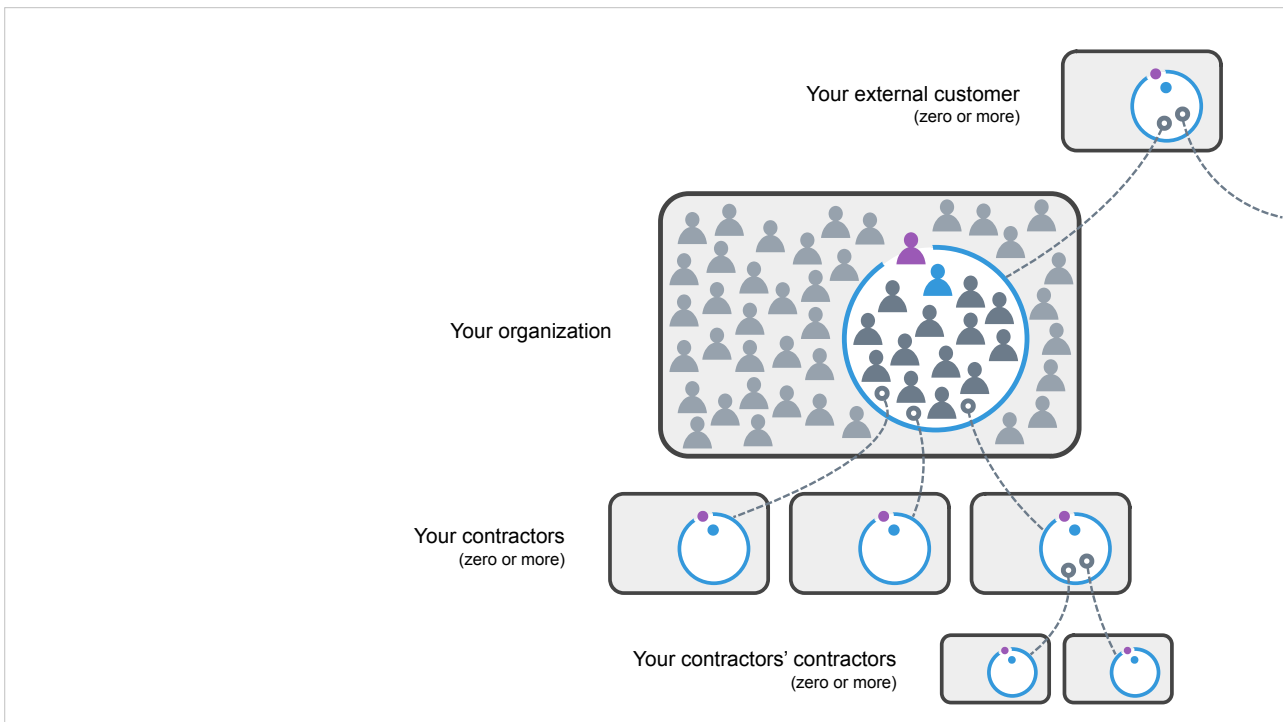 Your external customer
(zero or more)
Your organization
Your contractors
(zero or more)
Your contractors’ contractors
(zero or more)